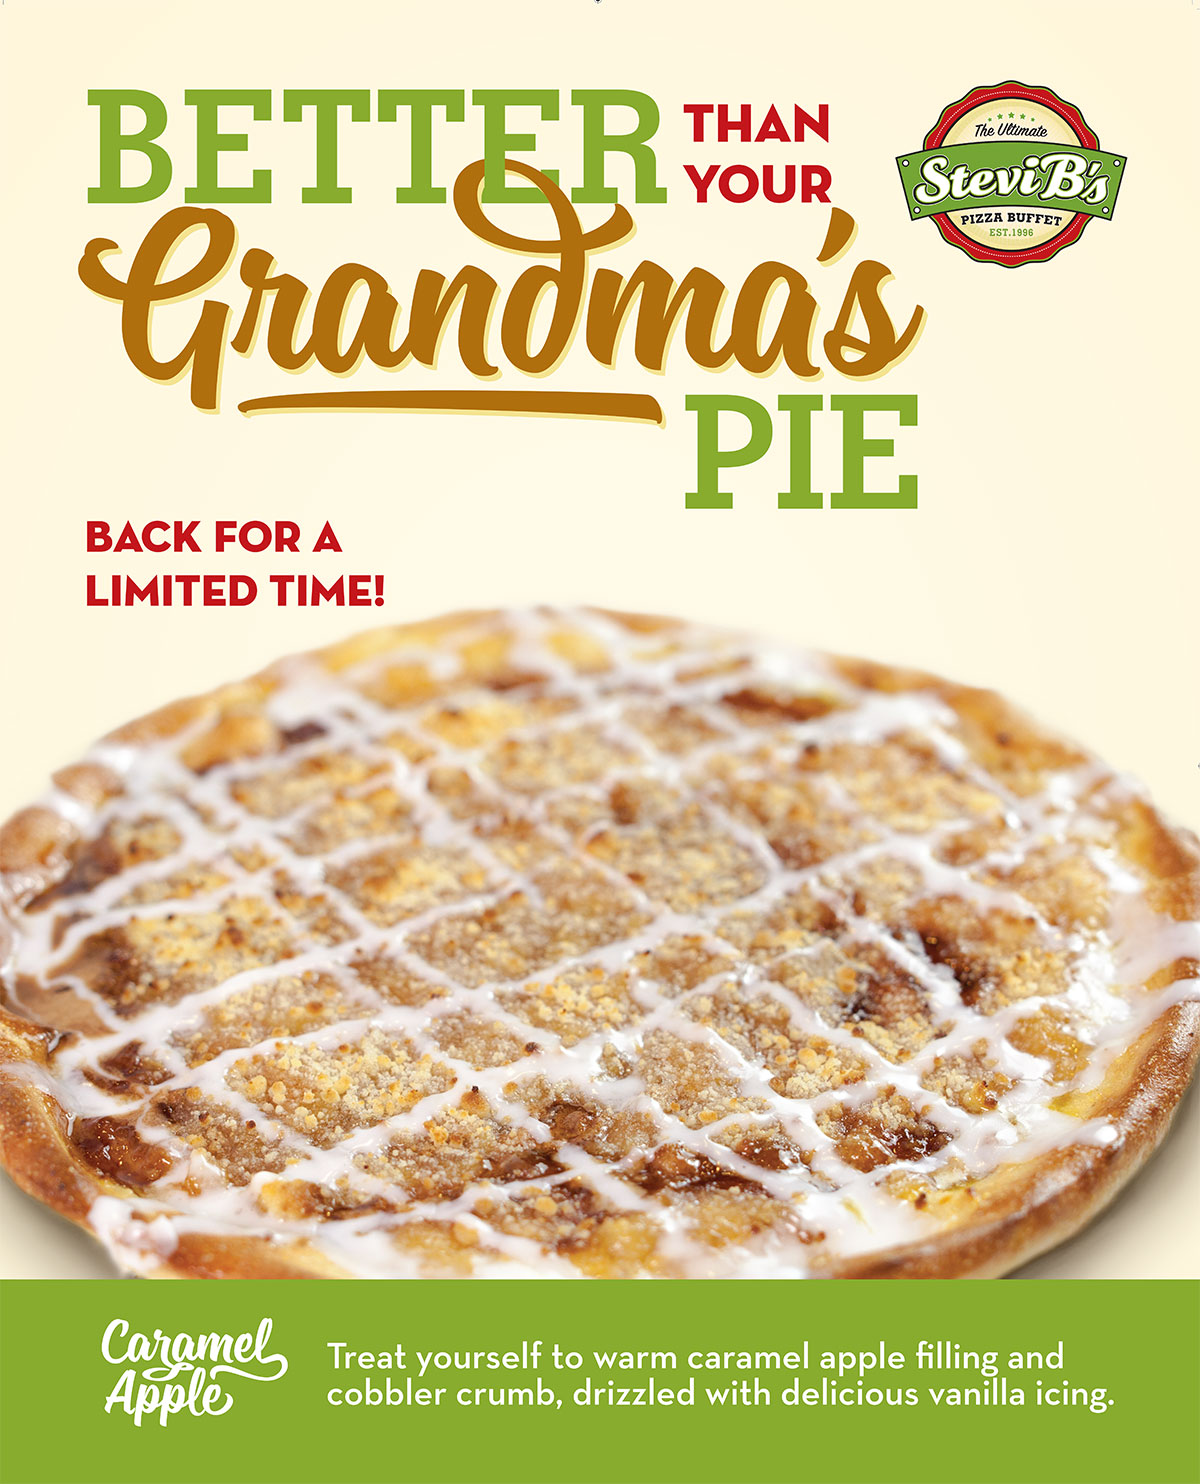 BETTER THAN YOUR
Grandma's
PIE
The Ultimate
Stevi B's
PIZZA BUFFET
EST.1996
BACK FOR A
LIMITED TIME!
Caramel
Apple
Treat yourself to warm caramel apple filling and
cobbler crumb, drizzled with delicious vanilla icing.